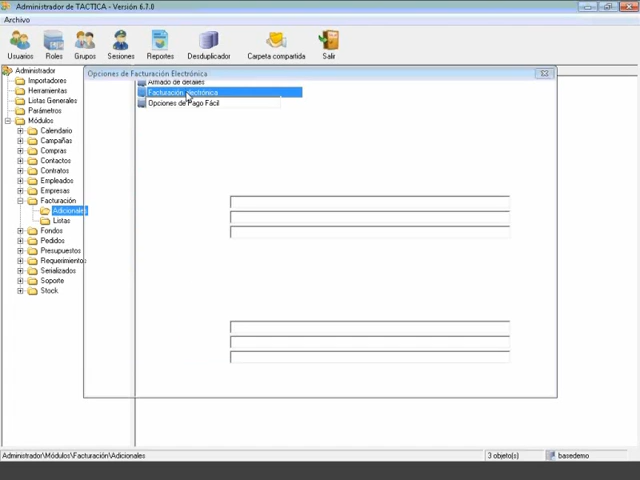 Administrador de TACTICA - Versión 6.7.0
Archivo
Usuarios
Roles
Grupos
Sesiones
Reportes
Desduplicador
Carpeta compartida
Salir
Administrador
Importadores
Herramientas
Listas Generales
Parámetros
Módulos
Calendario
Campañas
Compras
Contactos
Contratos
Empleados
Empresas
Facturación
Adicionales
Listas
Fondos
Pedidos
Presupuestos
Requerimientos
Serializados
Soporte
Stock
Opciones de Facturación Electrónica
Armado de detalles
Facturación electrónica
Opciones de Pago Fácil
Administrador\Módulos\Facturación\Adicionales
3 objeto(s)
basedemo